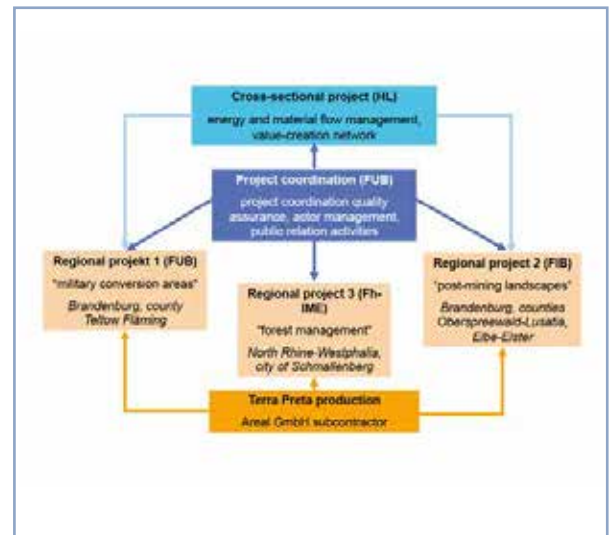 Cross-sectional project (HL)
energy and material flow management,
value-creation network
Project coordination (FUB)
project coordination quality
assurance, actor management,
public relation activities
Regional projekt 1 (FUB)
"military conversion areas"
Brandenburg, county
Teltow Fläming
Regional project 3 (Fh-
IME)
"forest management"
North Rhine-Westphalia,
city of Schmallenberg
Regional project 2 (FIB)
"post-mining landscapes"
Brandenburg, counties
Oberspreewald-Lusatia,
Elbe-Elster
Terra Preta production
Areal GmbH subcontractor